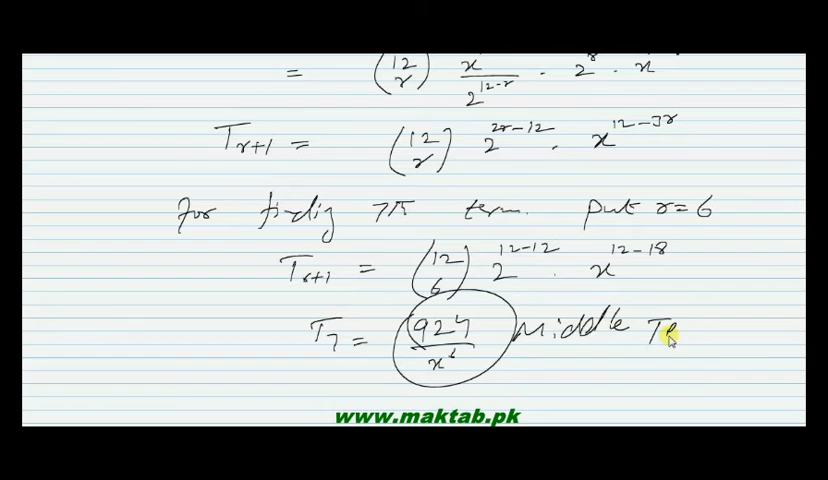 = (12 r) x / 2^{12-r} . 2^r . x
T_{r+1} = (12 r) 2^{2r-12} . x^{12-3r}
for findig 7th term. put r=6
T_{r+1} = (12 6) 2^{12-12} . x^{12-18}
T_7 = 924 / x^6 Middle Te
www.maktab.pk